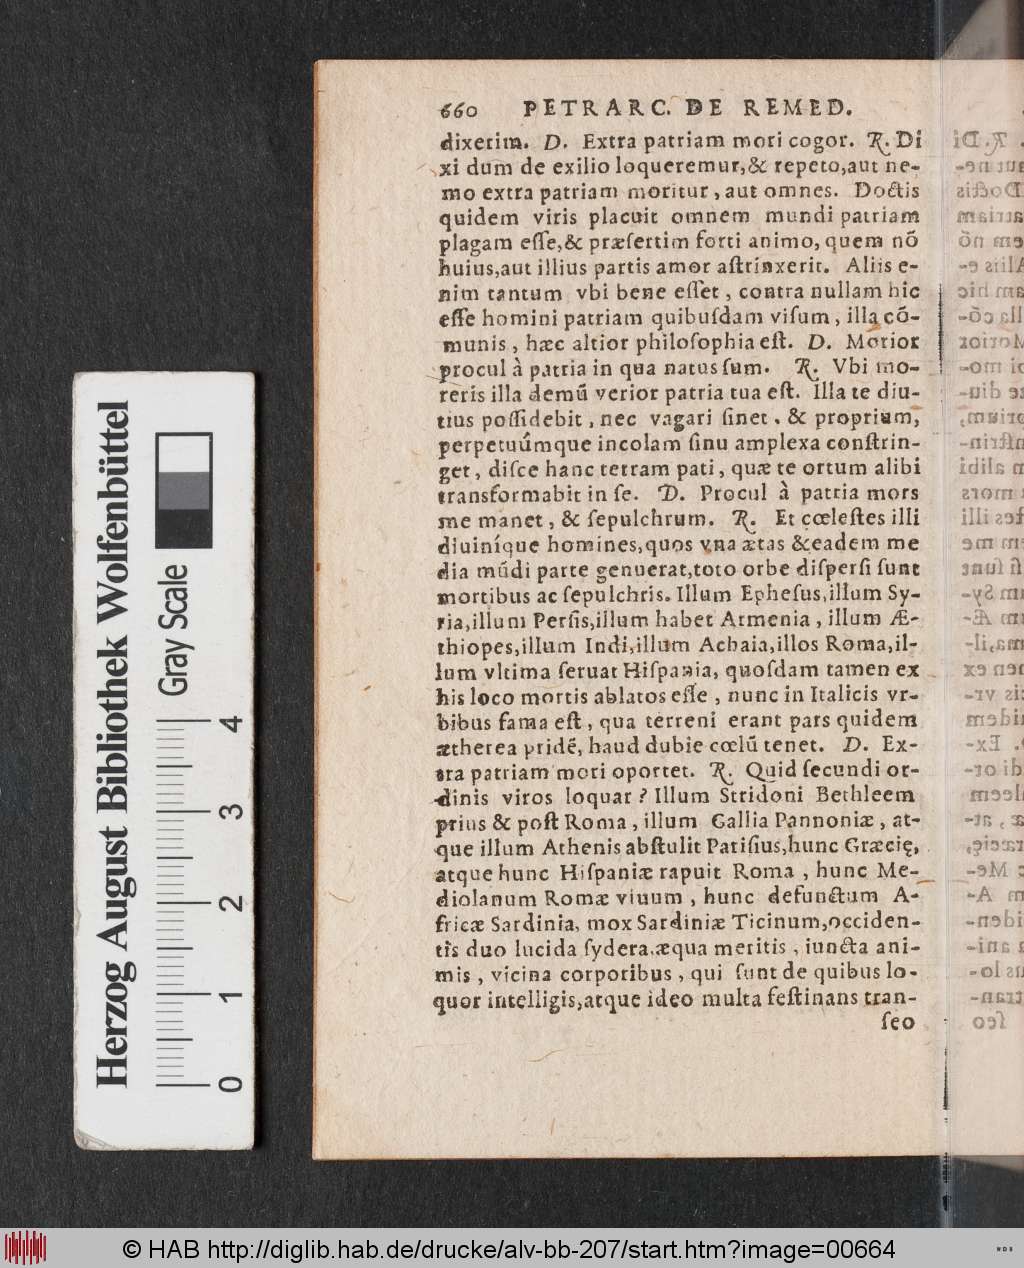 660 PETRARC. DE REMED.
dixerim. D. Extra patriam mori cogor. R. Di
xi dum de exilio loqueremur,& repeto,aut ne-
mo extra patriam moritur, aut omnes. Doctis
quidem viris placuit omnem mundi patriam
plagam eſſe,& præſertim forti animo, quem nõ
huius,aut illius partis amor aſtrinxerit. Aliis e-
nim tantum vbi bene eſſet, contra nullam hic
eſſe homini patriam quibuſdam viſum, illa cõ-
munis, hæc altior philoſophia eſt. D. Morior
procul à patria in qua natus ſum. R. Vbi mo-
reris illa demũ verior patria tua eſt. Illa te diu-
tius poſſidebit, nec vagari ſinet, & proprium,
perpetuúmque incolam ſinu amplexa conſtrin-
get, diſce hanc terram pati, quæ te ortum alibi
transformabit in ſe. D. Procul à patria mors
me manet, & ſepulchrum. R. Et cœleſtes illi
diuiníque homines,quos vna ætas &eadem me
dia mũdi parte genuerat,toto orbe diſperſi ſunt
mortibus ac ſepulchris. Illum Epheſus,illum Sy-
ria,illum Perſis,illum habet Armenia, illum Æ-
thiopes,illum Indi,illum Achaia,illos Roma,il-
lum vltima ſeruat Hiſpania, quoſdam tamen ex
his loco mortis ablatos eſſe, nunc in Italicis vr-
bibus fama eſt, qua terreni erant pars quidem
ætherea pridẽ, haud dubie cœlũ tenet. D. Ex-
tra patriam mori oportet. R. Quid ſecundi or-
dinis viros loquar? Illum Stridoni Bethleem
prius & poſt Roma, illum Gallia Pannoniæ, at-
que illum Athenis abſtulit Pariſius,hunc Græcię,
atque hunc Hiſpaniæ rapuit Roma, hunc Me-
diolanum Romæ viuum, hunc defunctum A-
fricæ Sardinia, mox Sardiniæ Ticinum,occiden-
tis duo lucida ſydera,æqua meritis, iuncta ani-
mis, vicina corporibus, qui ſunt de quibus lo-
quor intelligis,atque ideo multa feſtinans tran-
ſeo
Herzog August Bibliothek Wolfenbüttel
Gray Scale
0 1 2 3 4
© HAB http://diglib.hab.de/drucke/alv-bb-207/start.htm?image=00664